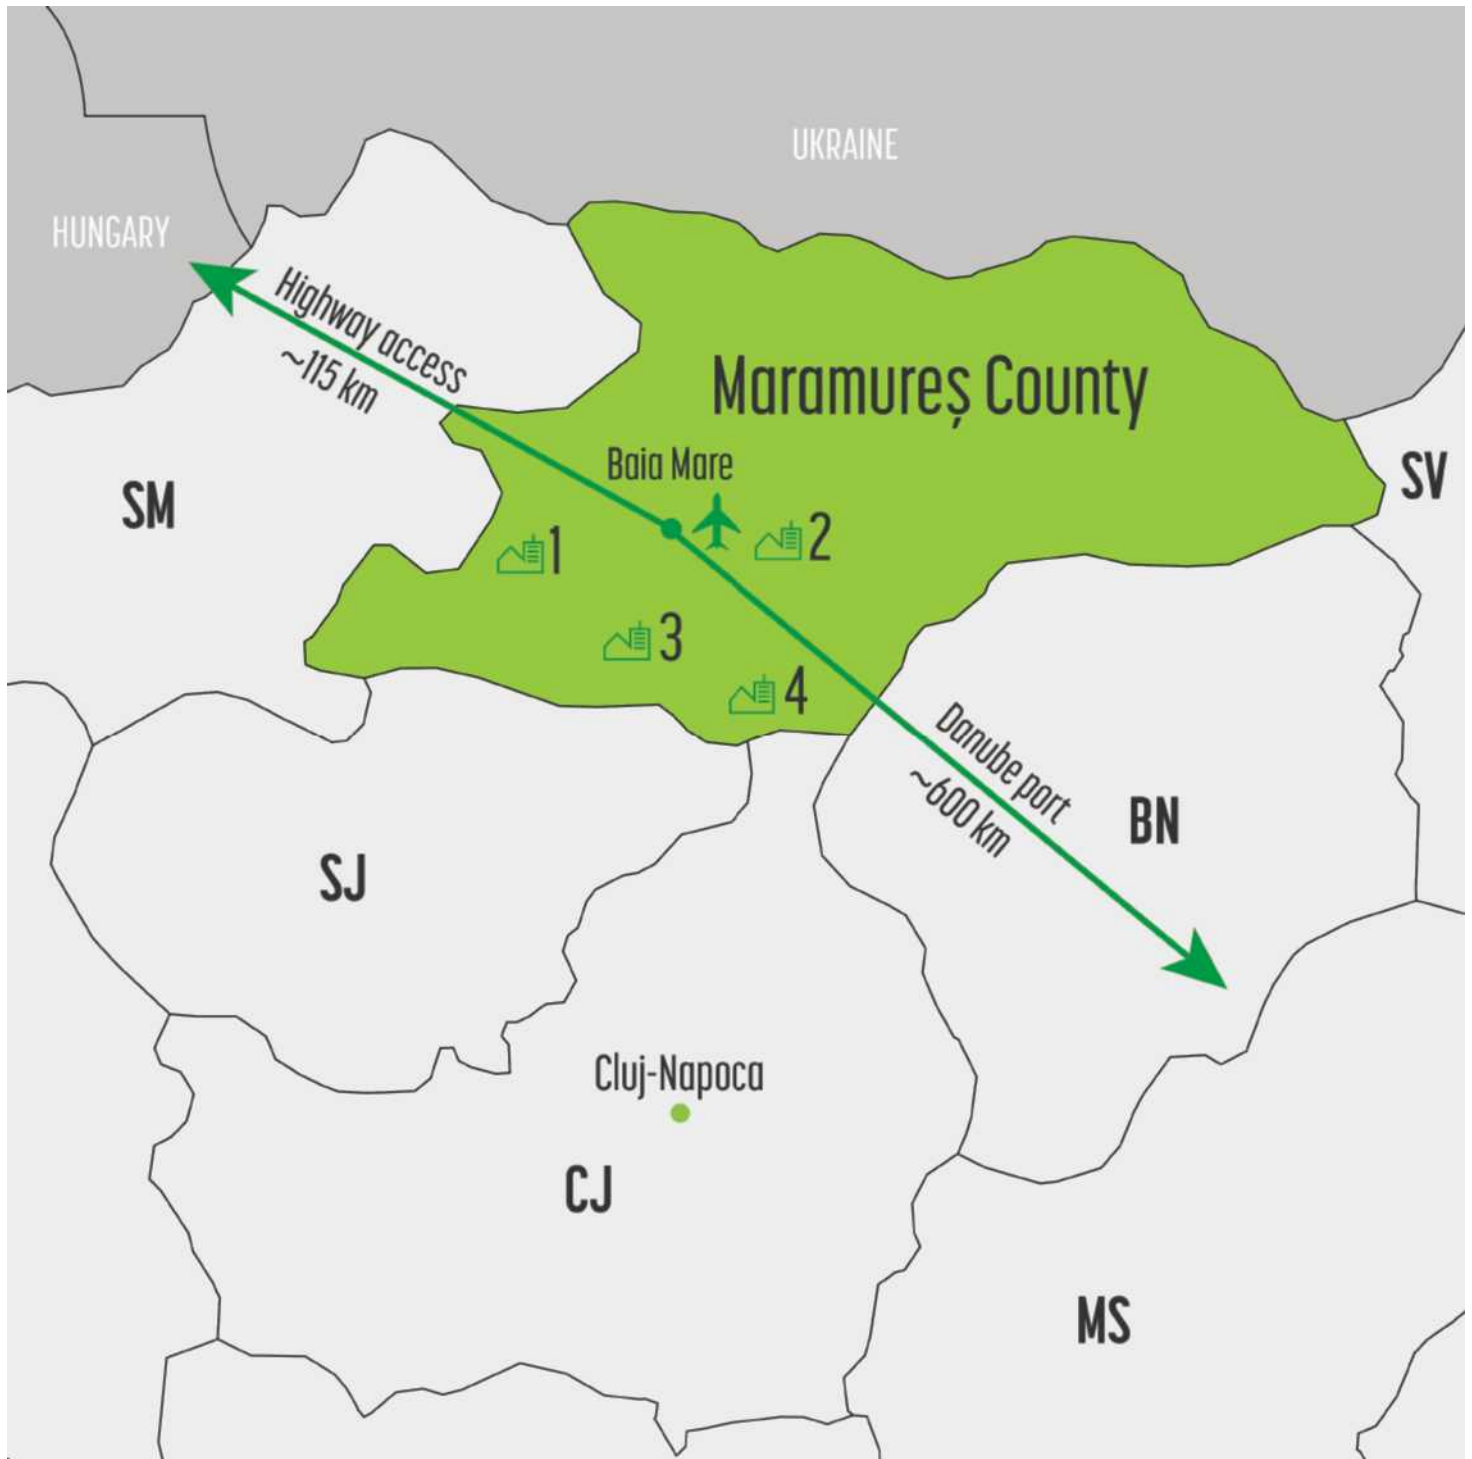 UKRAINE
HUNGARY
Highway access
~115 km
Maramureș County
Baia Mare
SM
SV
1
2
3
4
Danube port
~600 km
BN
SJ
Cluj-Napoca
CJ
MS